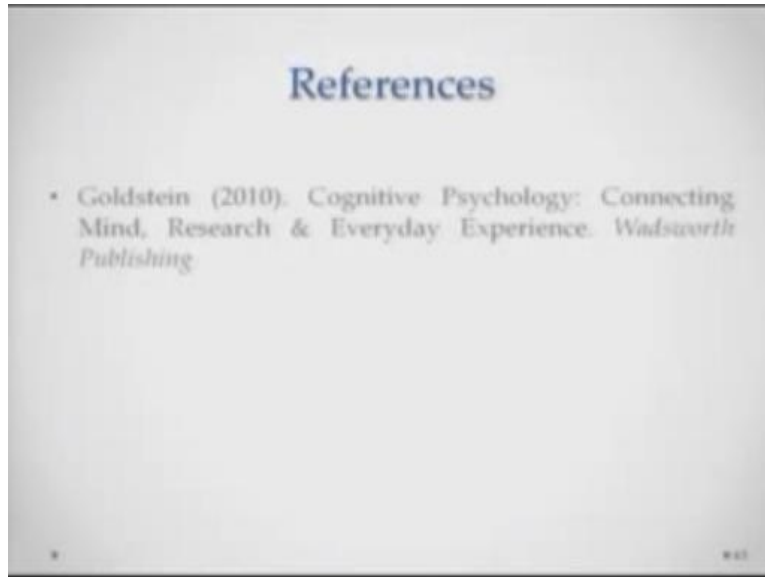 References
• Goldstein (2010). Cognitive Psychology: Connecting
Mind, Research & Everyday Experience. Wadsworth
Publishing